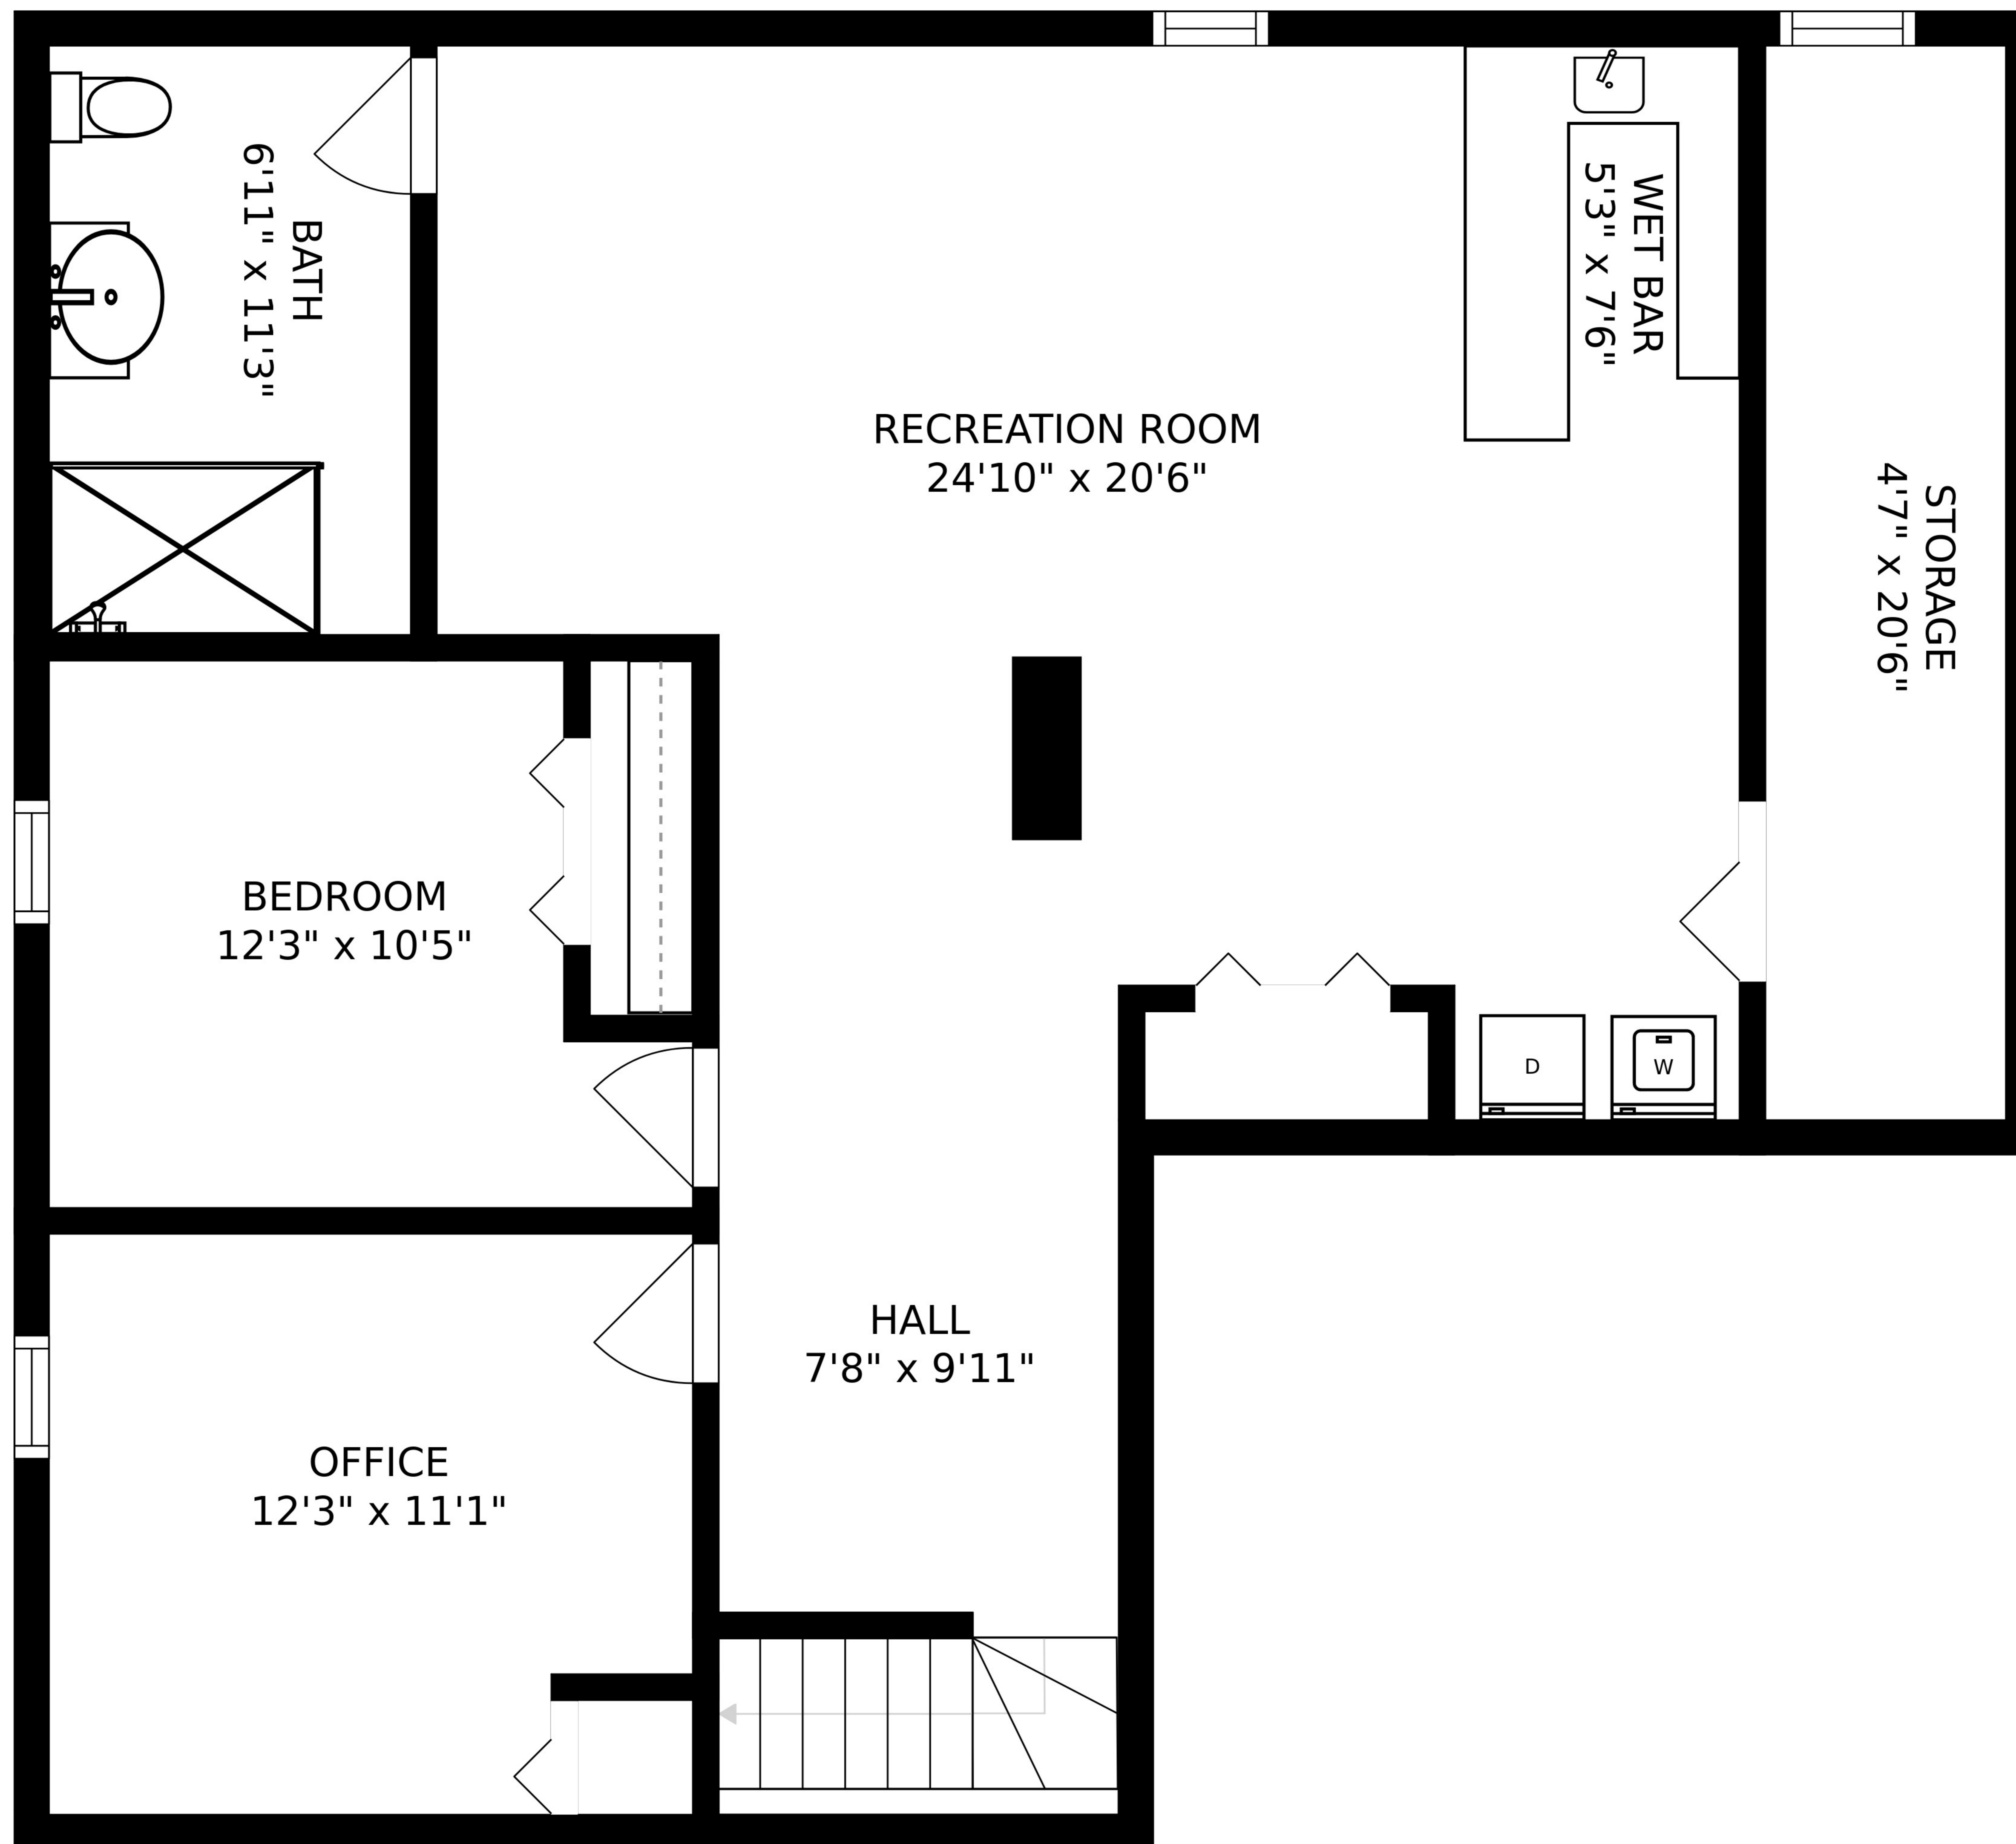 BATH
6'11" x 11'3"
WET BAR
5'3" x 7'6"
RECREATION ROOM
24'10" x 20'6"
STORAGE
4'7" x 20'6"
BEDROOM
12'3" x 10'5"
D
W
HALL
7'8" x 9'11"
OFFICE
12'3" x 11'1"